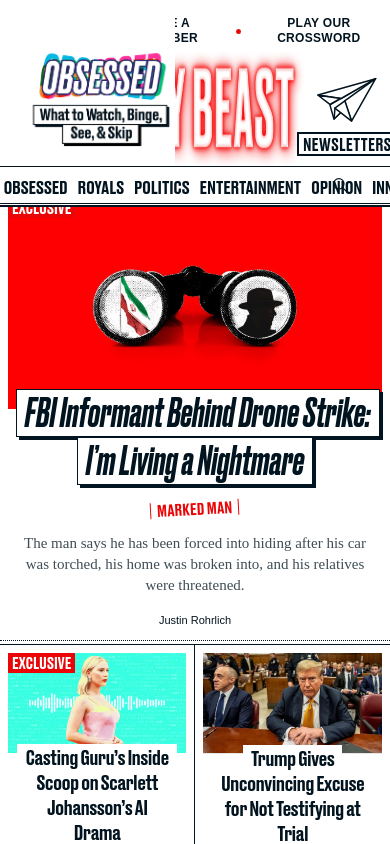 PLAY OUR
CROSSWORD
OBSESSED
What to Watch, Binge,
See, & Skip
BEAST
NEWSLETTERS
OBSESSED ROYALS POLITICS ENTERTAINMENT OPINION
EXCLUSIVE
FBI Informant Behind Drone Strike:
I’m Living a Nightmare
MARKED MAN
The man says he has been forced into hiding after his car
was torched, his home was broken into, and his relatives
were threatened.
Justin Rohrlich
EXCLUSIVE
Casting Guru’s Inside
Scoop on Scarlett
Johansson’s AI
Drama
Trump Gives
Unconvincing Excuse
for Not Testifying at
Trial